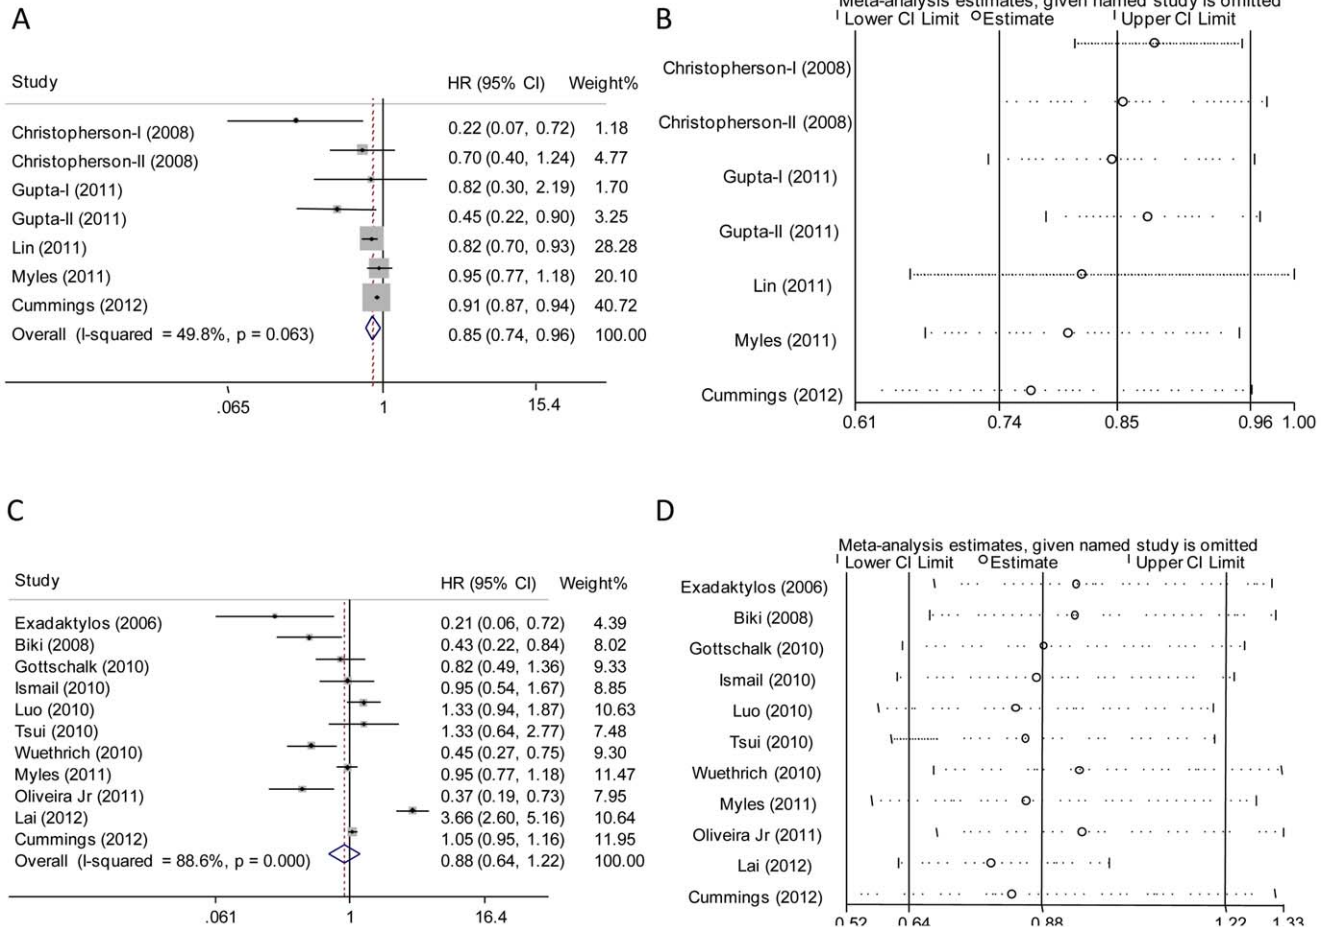 A
Study HR (95% CI) Weight%
Christopherson-I (2008) 0.22 (0.07, 0.72) 1.18
Christopherson-II (2008) 0.70 (0.40, 1.24) 4.77
Gupta-I (2011) 0.82 (0.30, 2.19) 1.70
Gupta-II (2011) 0.45 (0.22, 0.90) 3.25
Lin (2011) 0.82 (0.70, 0.93) 28.28
Myles (2011) 0.95 (0.77, 1.18) 20.10
Cummings (2012) 0.91 (0.87, 0.94) 40.72
Overall (I-squared = 49.8%, p = 0.063) 0.85 (0.74, 0.96) 100.00
.065 1 15.4
B
Meta-analysis estimates, given named study is omitted
Lower CI Limit Estimate Upper CI Limit
Christopherson-I (2008)
Christopherson-II (2008)
Gupta-I (2011)
Gupta-II (2011)
Lin (2011)
Myles (2011)
Cummings (2012)
0.61 0.74 0.85 0.96 1.00
C
Study HR (95% CI) Weight%
Exadaktylos (2006) 0.21 (0.06, 0.72) 4.39
Biki (2008) 0.43 (0.22, 0.84) 8.02
Gottschalk (2010) 0.82 (0.49, 1.36) 9.33
Ismail (2010) 0.95 (0.54, 1.67) 8.85
Luo (2010) 1.33 (0.94, 1.87) 10.63
Tsui (2010) 1.33 (0.64, 2.77) 7.48
Wuethrich (2010) 0.45 (0.27, 0.75) 9.30
Myles (2011) 0.95 (0.77, 1.18) 11.47
Oliveira Jr (2011) 0.37 (0.19, 0.73) 7.95
Lai (2012) 3.66 (2.60, 5.16) 10.64
Cummings (2012) 1.05 (0.95, 1.16) 11.95
Overall (I-squared = 88.6%, p = 0.000) 0.88 (0.64, 1.22) 100.00
.061 1 16.4
D
Meta-analysis estimates, given named study is omitted
Lower CI Limit Estimate Upper CI Limit
Exadaktylos (2006)
Biki (2008)
Gottschalk (2010)
Ismail (2010)
Luo (2010)
Tsui (2010)
Wuethrich (2010)
Myles (2011)
Oliveira Jr (2011)
Lai (2012)
Cummings (2012)
0.52 0.64 0.88 1.22 1.33